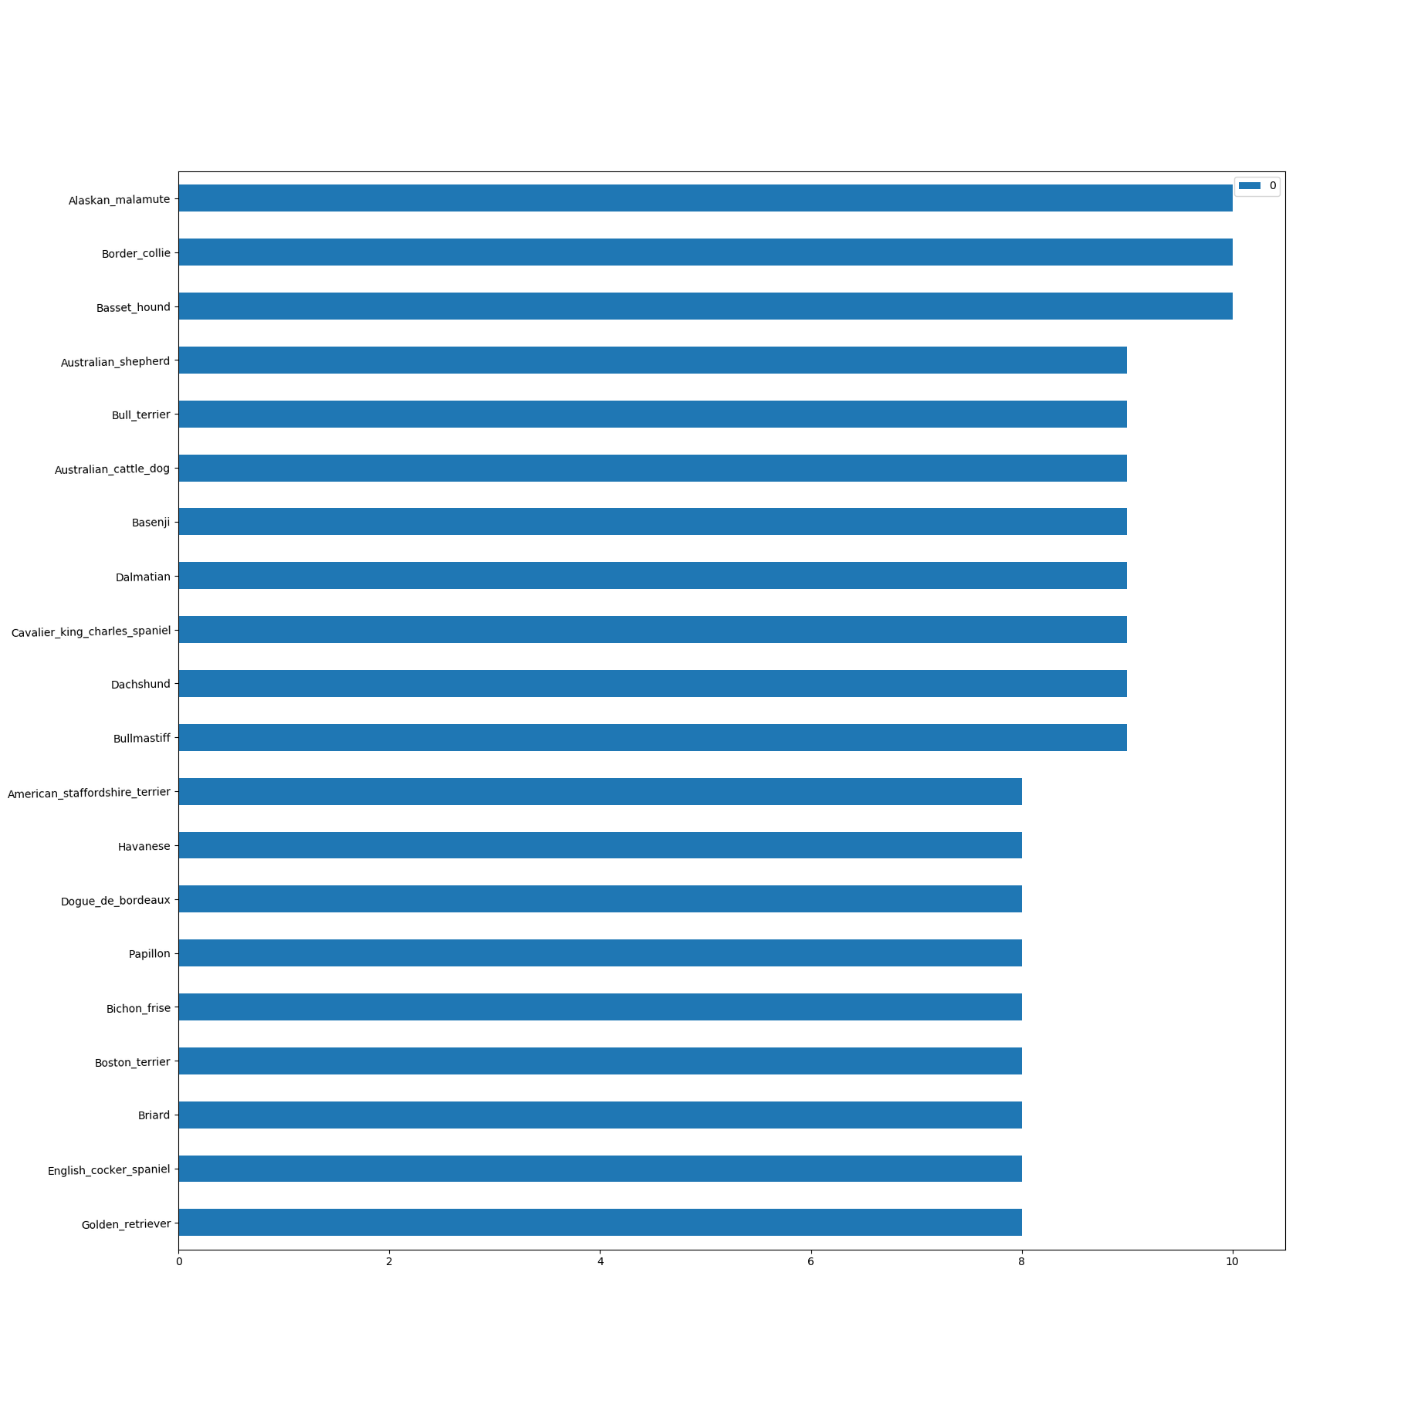 0
Alaskan_malamute
Border_collie
Basset_hound
Australian_shepherd
Bull_terrier
Australian_cattle_dog
Basenji
Dalmatian
Cavalier_king_charles_spaniel
Dachshund
Bullmastiff
American_staffordshire_terrier
Havanese
Dogue_de_bordeaux
Papillon
Bichon_frise
Boston_terrier
Briard
English_cocker_spaniel
Golden_retriever
0 2 4 6 8 10